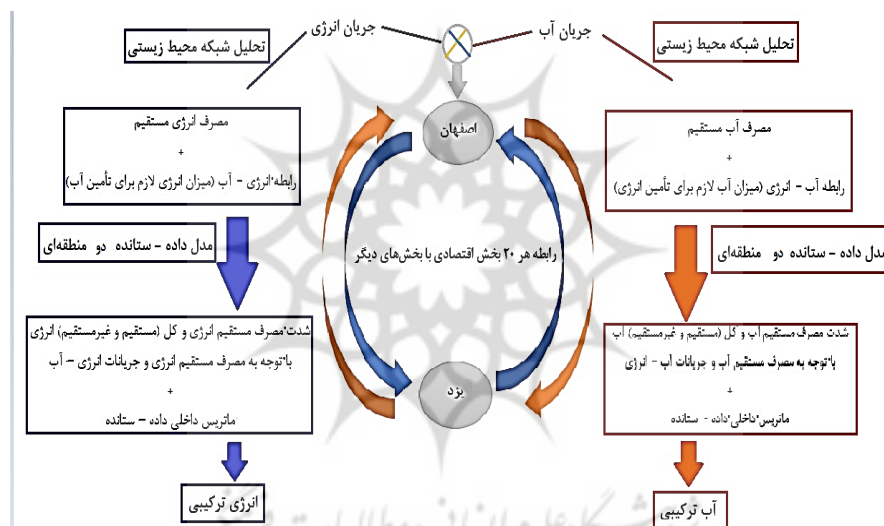 جریان آب
جریان انرژی
تحلیل شبکه محیط زیستی
تحلیل شبکه محیط زیستی
مصرف آب مستقیم
+
رابطه آب - انرژی (میزان آب لازم برای تأمین انرژی)
مدل داده - ستانده دو منطقه‌ای
شدت مصرف مستقیم آب و کل (مستقیم و غیرمستقیم) آب
با توجه به مصرف مستقیم آب و جریانات آب - انرژی
+
ماتریس داخلی داده - ستانده
آب ترکیبی
اصفهان
رابطه هر ۲۰ بخش اقتصادی با بخش‌های دیگر
یزد
مصرف انرژی مستقیم
+
رابطه انرژی - آب (میزان انرژی لازم برای تأمین آب)
مدل داده - ستانده دو منطقه‌ای
شدت مصرف مستقیم انرژی و کل (مستقیم و غیرمستقیم) انرژی
با توجه به مصرف مستقیم انرژی و جریانات انرژی - آب
+
ماتریس داخلی داده - ستانده
انرژی ترکیبی